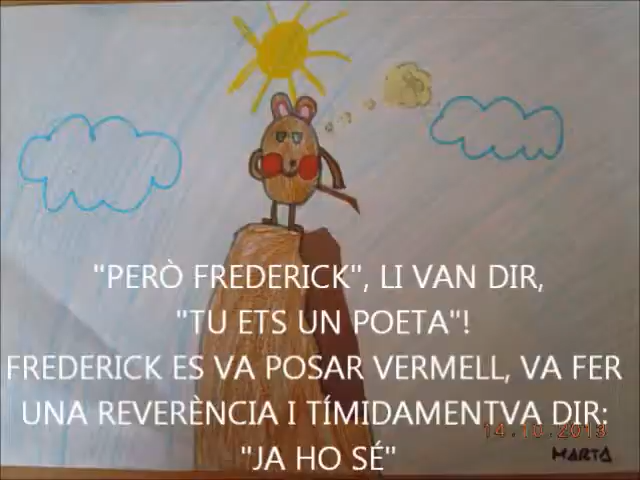 "PERÒ FREDERICK", LI VAN DIR,
"TU ETS UN POETA"!
FREDERICK ES VA POSAR VERMELL, VA FER
UNA REVERÈNCIA I TÍMIDAMENTVA DIR:
14.10.2013
"JA HO SÉ"
MARTA